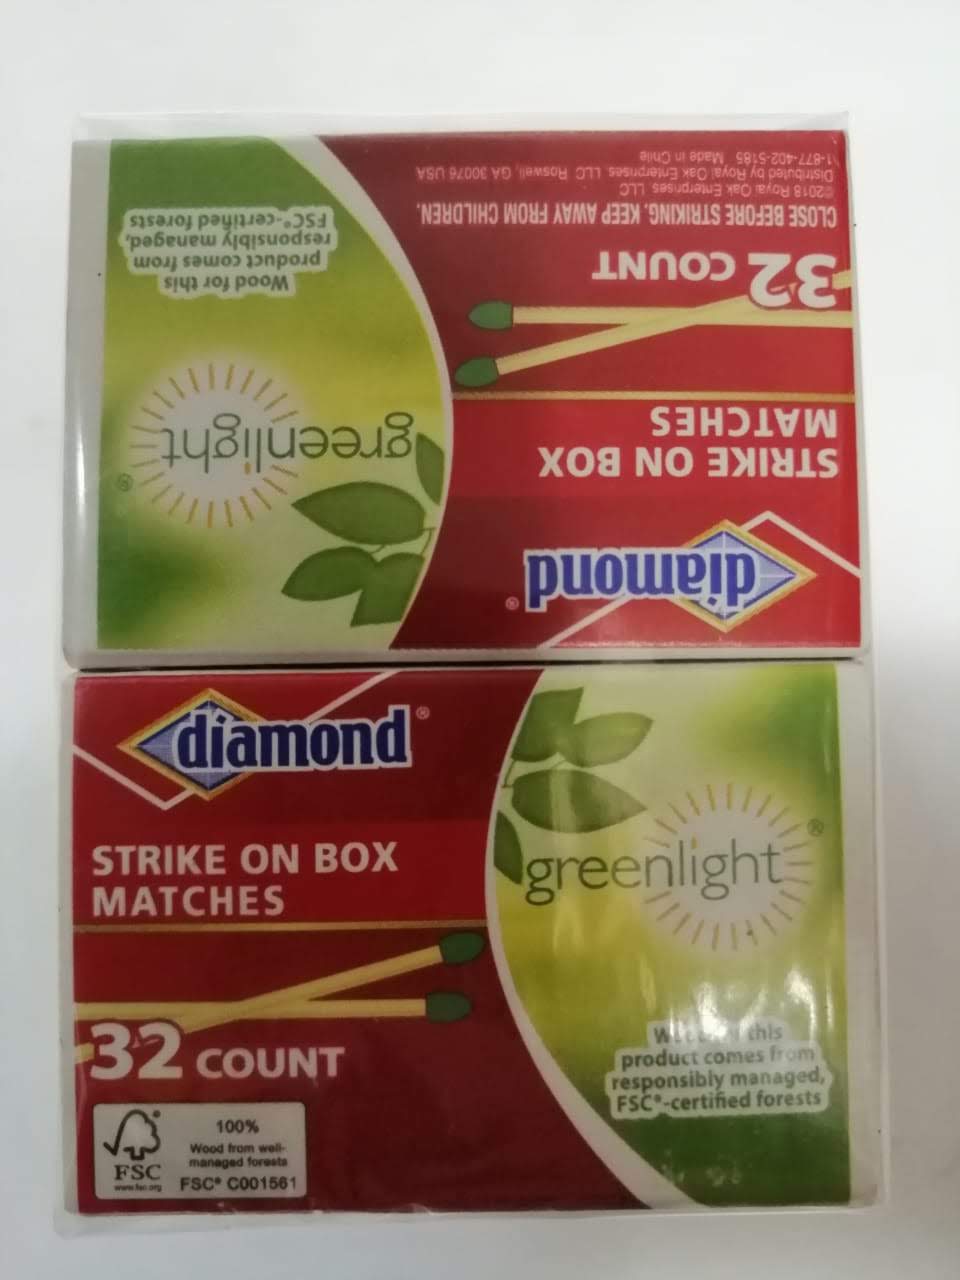 diamond®
STRIKE ON BOX
MATCHES
32 COUNT
CLOSE BEFORE STRIKING. KEEP AWAY FROM CHILDREN.
©2018 Royal Oak Enterprises, LLC
Distributed by Royal Oak Enterprises, LLC, Roswell, GA 30076 USA
1-877-402-5185 Made in Chile
greenlight®
Wood for this
product comes from
responsibly managed,
FSC®-certified forests
diamond®
STRIKE ON BOX
MATCHES
32 COUNT
FSC
www.fsc.org
100%
Wood from well-
managed forests
FSC® C001561
greenlight®
this
product comes from
responsibly managed,
FSC®-certified forests